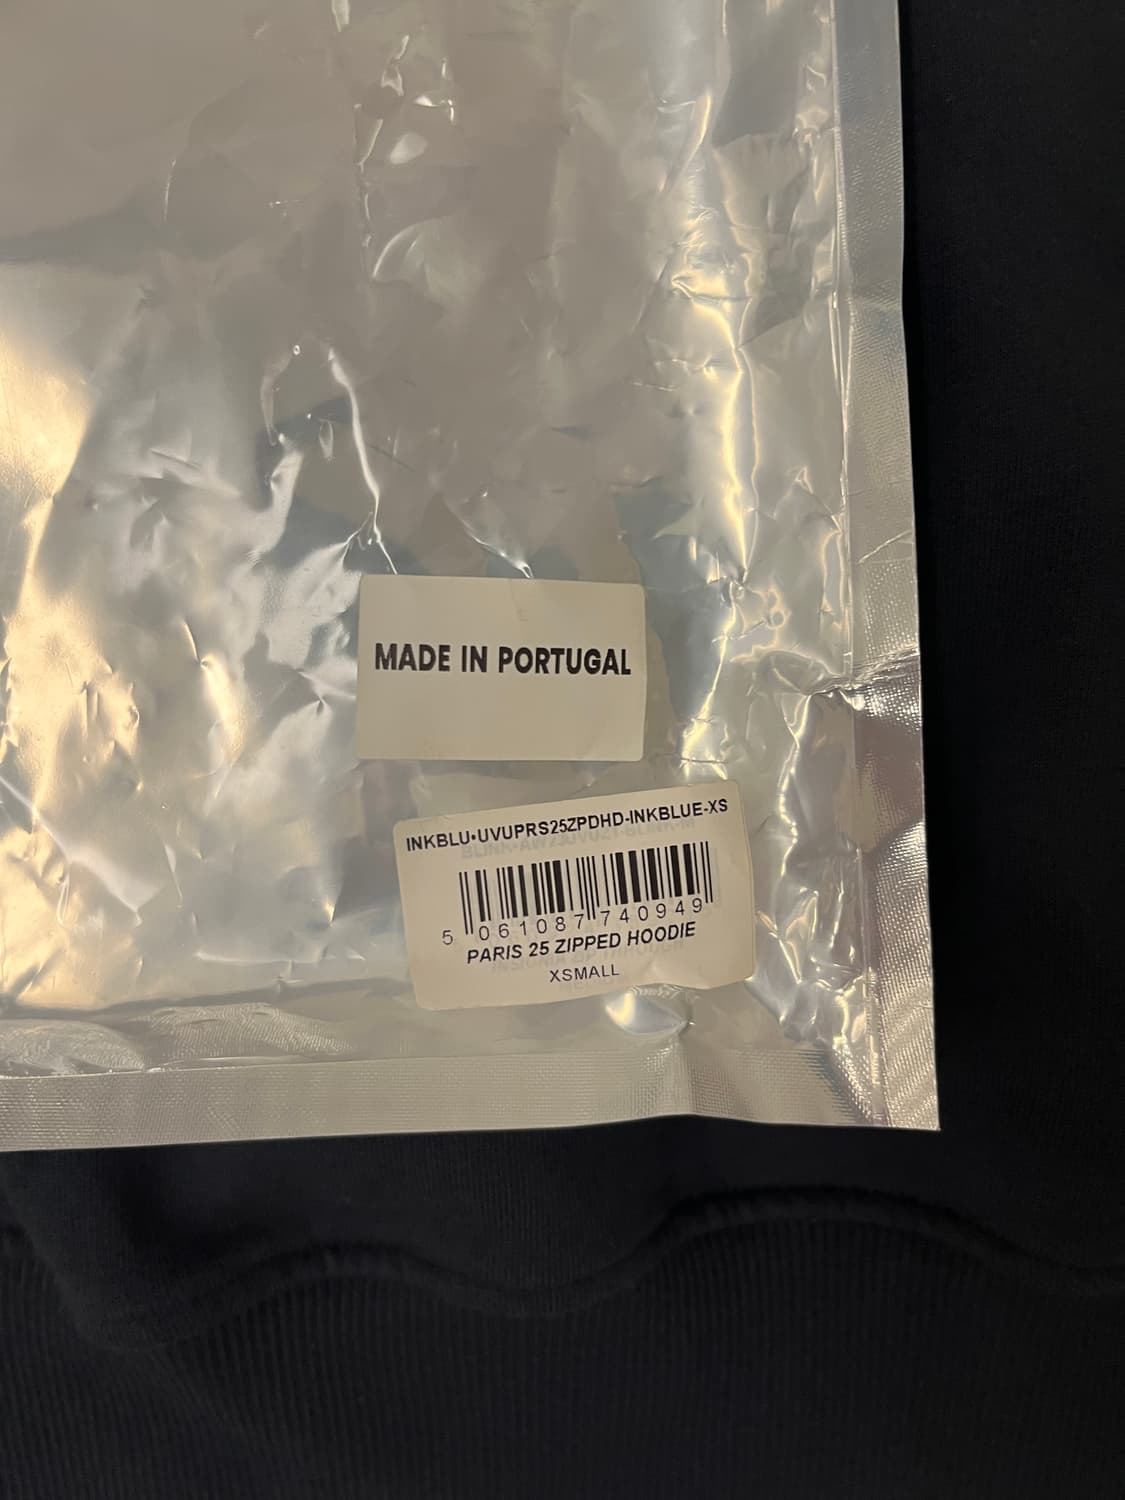 MADE IN PORTUGAL
INKBLU•UVUPRS25ZPDHD-INKBLUE-XS
5 061087 740949
PARIS 25 ZIPPED HOODIE
XSMALL